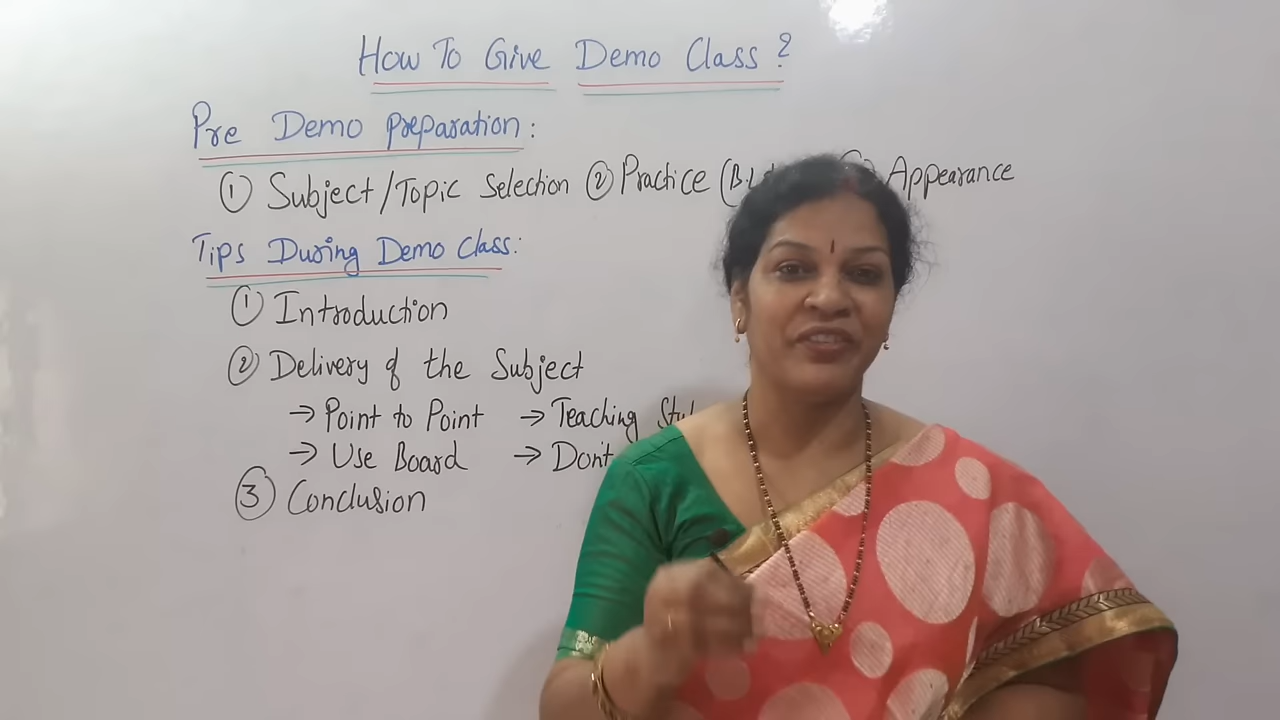 How To Give Demo Class ?
Pre Demo preparation :
① Subject/Topic Selection ② Practice Appearance
Tips During Demo Class :
① Introduction
② Delivery of the Subject
→ Point to Point → Teaching
→ Use Board → Don't
③ Conclusion